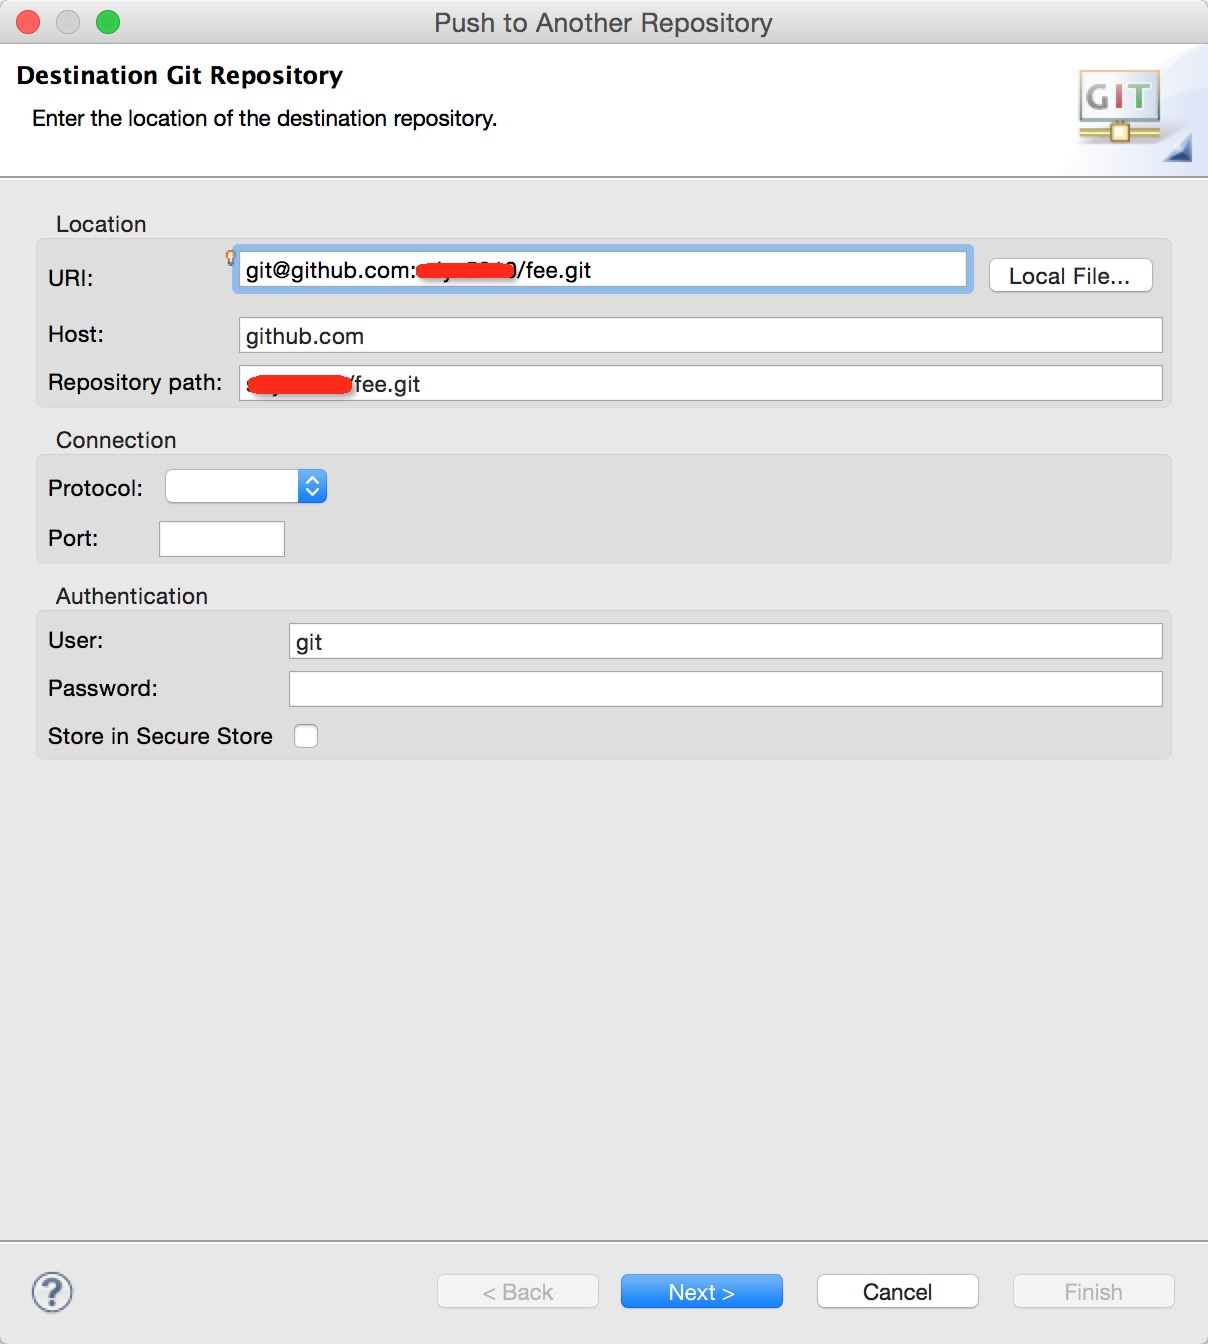 Push to Another Repository
Destination Git Repository
Enter the location of the destination repository.
GIT
Location
URI: git@github.com: /fee.git Local File...
Host: github.com
Repository path: /fee.git
Connection
Protocol:
Port:
Authentication
User: git
Password:
Store in Secure Store
? < Back Next > Cancel Finish